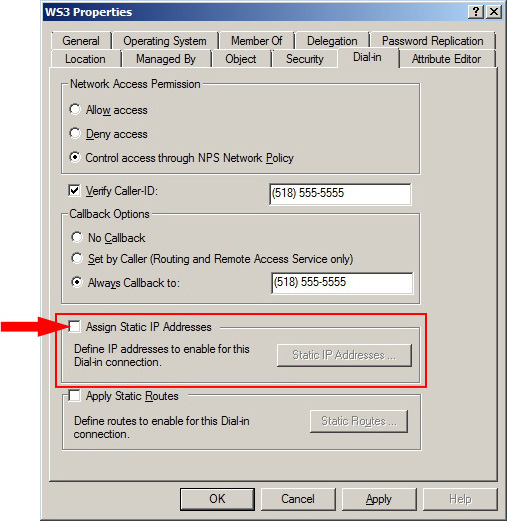 WS3 Properties
General Operating System Member Of Delegation Password Replication
Location Managed By Object Security Dial-in Attribute Editor
Network Access Permission
Allow access
Deny access
Control access through NPS Network Policy
Verify Caller-ID: (518) 555-5555
Callback Options
No Callback
Set by Caller (Routing and Remote Access Service only)
Always Callback to: (518) 555-5555
Assign Static IP Addresses
Define IP addresses to enable for this
Dial-in connection.
Static IP Addresses ...
Apply Static Routes
Define routes to enable for this Dial-in
connection.
Static Routes ...
OK Cancel Apply Help